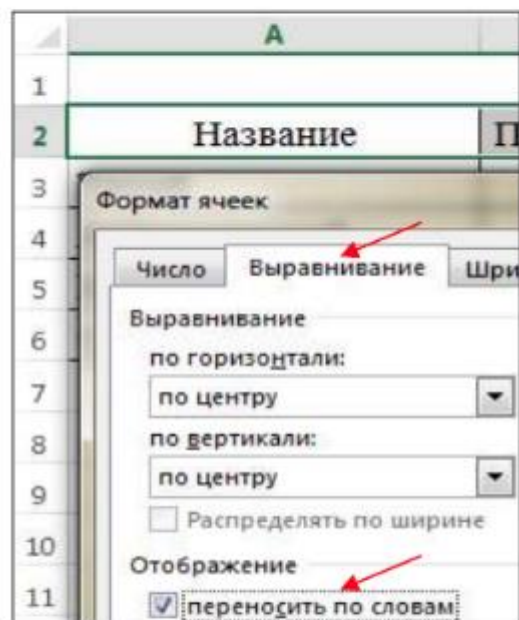 A
1
2 Название П
3
Формат ячеек
4
Число Выравнивание Шри
5
Выравнивание
6
по горизонтали:
7
по центру
8
по вертикали:
по центру
9
Распределять по ширине
10
Отображение
11
переносить по словам